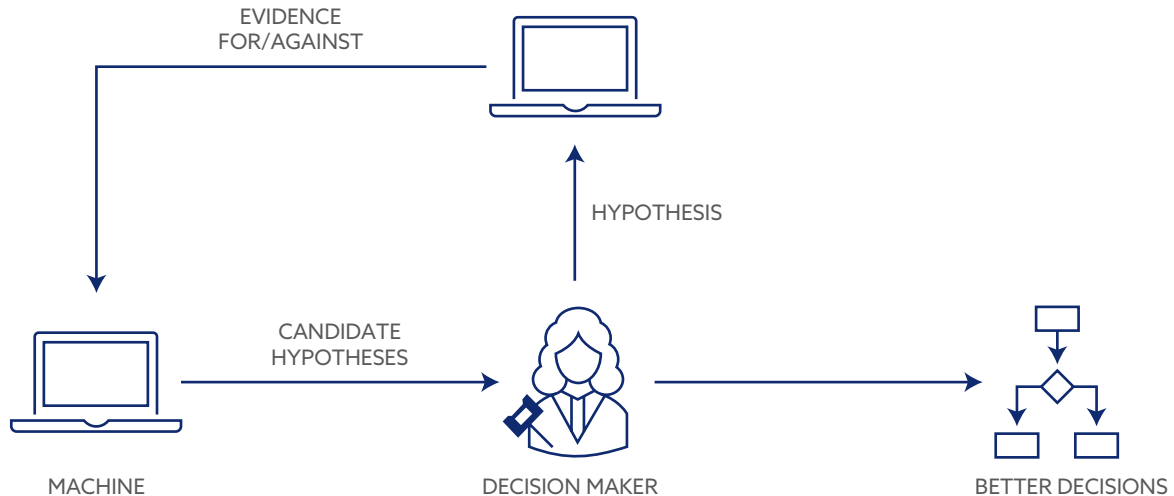 EVIDENCE
FOR/AGAINST
HYPOTHESIS
CANDIDATE
HYPOTHESES
MACHINE
DECISION MAKER
BETTER DECISIONS